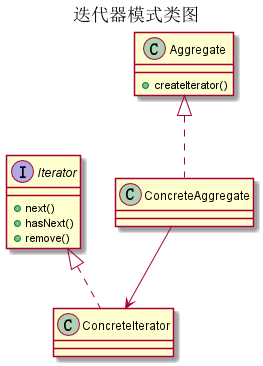 迭代器模式类图
C Aggregate
createIterator()
I Iterator
next()
hasNext()
remove()
C ConcreteAggregate
C ConcreteIterator